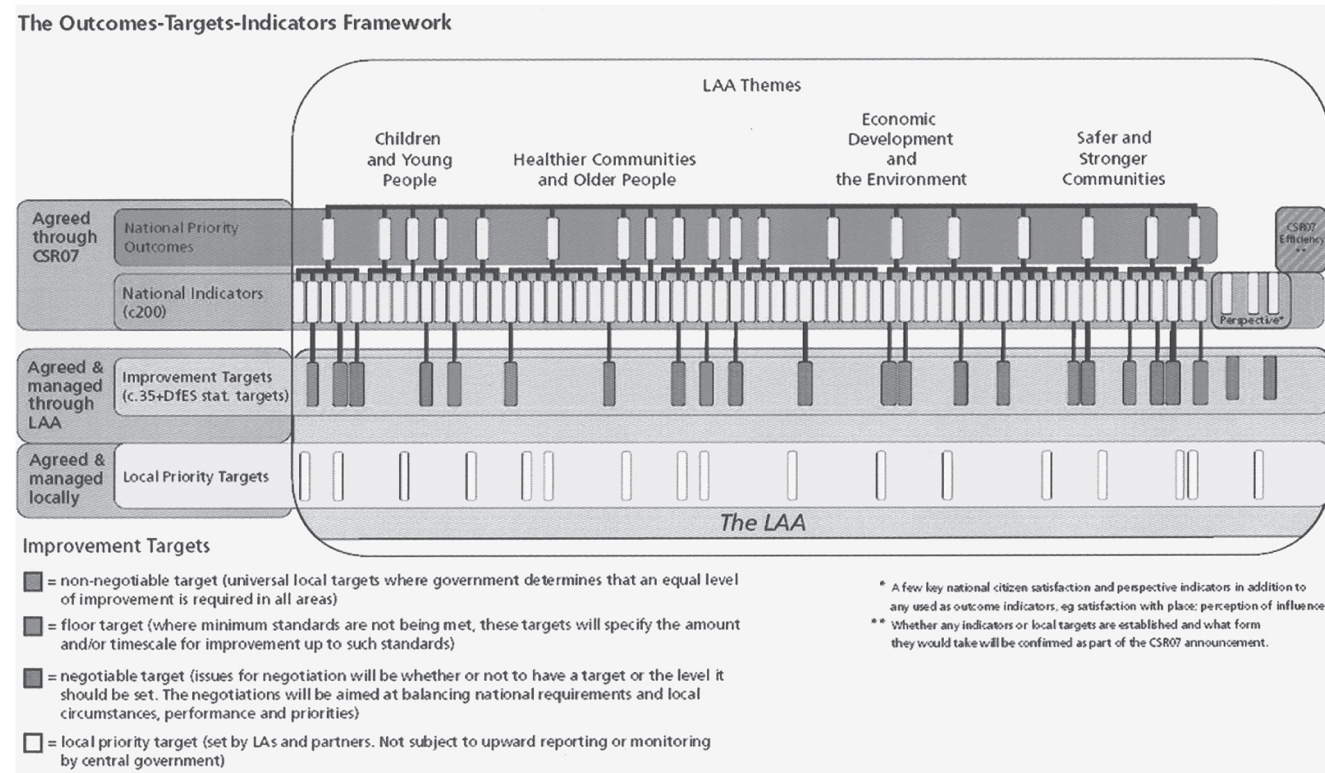 The Outcomes-Targets-Indicators Framework
LAA Themes
Children
and Young
People
Healthier Communities
and Older People
Economic
Development
and
the Environment
Safer and
Stronger
Communities
Agreed
through
CSR07
National Priority
Outcomes
CSR07
Efficiency
**
National Indicators
(c200)
Perspective*
Agreed &
managed
through
LAA
Improvement Targets
(c.35+DfES stat. targets)
Agreed &
managed
locally
Local Priority Targets
The LAA
Improvement Targets
= non-negotiable target (universal local targets where government determines that an equal level
of improvement is required in all areas)
= floor target (where minimum standards are not being met, these targets will specify the amount
and/or timescale for improvement up to such standards)
= negotiable target (issues for negotiation will be whether or not to have a target or the level it
should be set. The negotiations will be aimed at balancing national requirements and local
circumstances, performance and priorities)
= local priority target (set by LAs and partners. Not subject to upward reporting or monitoring
by central government)
* A few key national citizen satisfaction and perspective indicators in addition to
any used as outcome indicators, eg satisfaction with place; perception of influence
** Whether any indicators or local targets are established and what form
they would take will be confirmed as part of the CSR07 announcement.